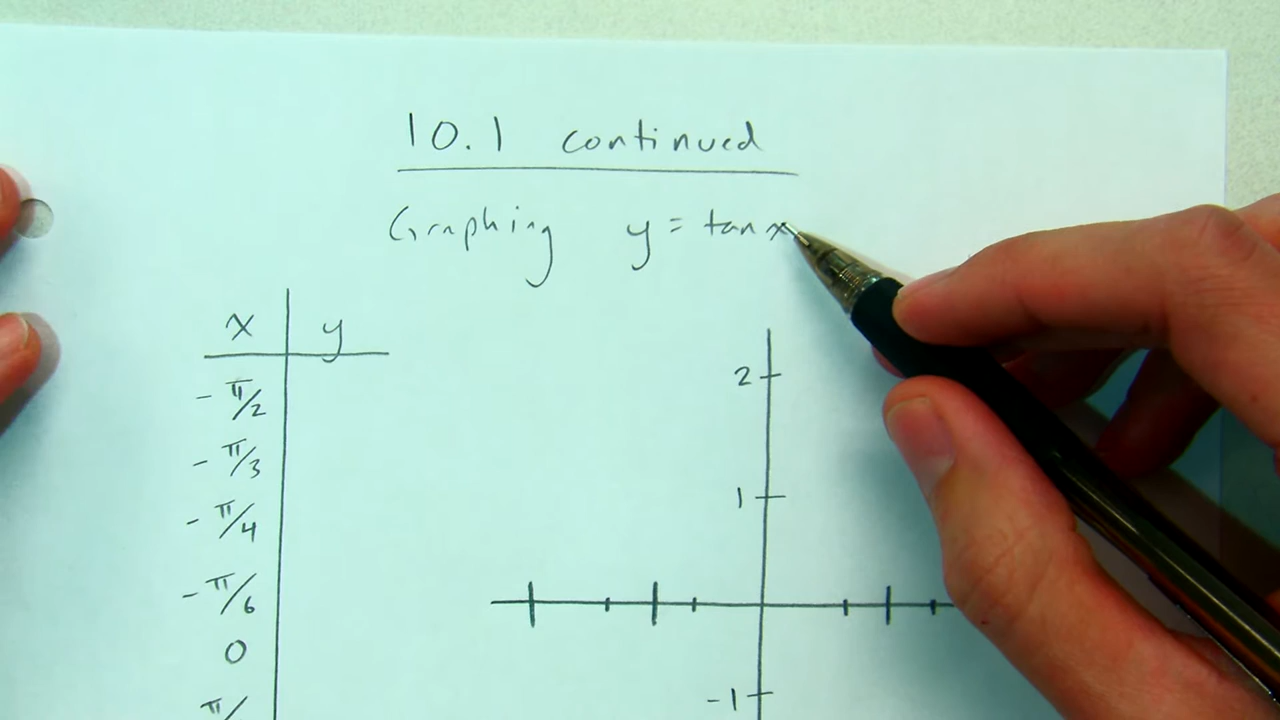 10.1 continued
Graphing y = tan x
x y
- π/2
- π/3
- π/4
- π/6
0
π/
2
1
-1